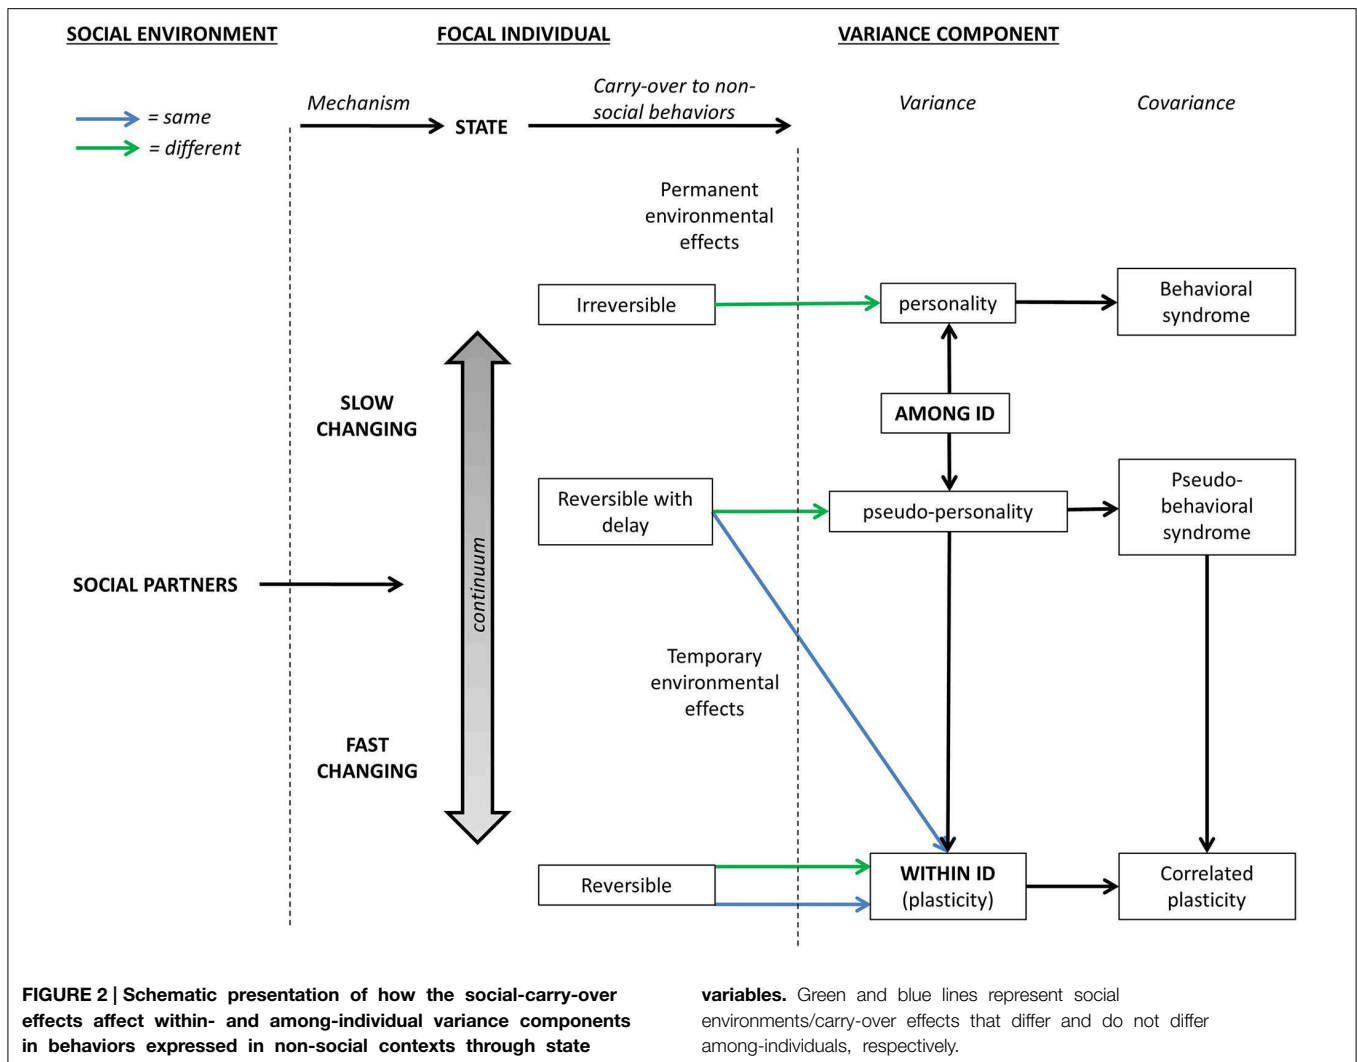 SOCIAL ENVIRONMENT
FOCAL INDIVIDUAL
VARIANCE COMPONENT
= same
= different
Mechanism
STATE
Carry-over to non-
social behaviors
Variance
Covariance
Permanent
environmental
effects
Irreversible
personality
Behavioral
syndrome
SLOW
CHANGING
AMONG ID
Reversible with
delay
pseudo-personality
Pseudo-
behavioral
syndrome
continuum
SOCIAL PARTNERS
Temporary
environmental
effects
FAST
CHANGING
Reversible
WITHIN ID
(plasticity)
Correlated
plasticity
FIGURE 2 | Schematic presentation of how the social-carry-over
effects affect within- and among-individual variance components
in behaviors expressed in non-social contexts through state
variables. Green and blue lines represent social
environments/carry-over effects that differ and do not differ
among-individuals, respectively.